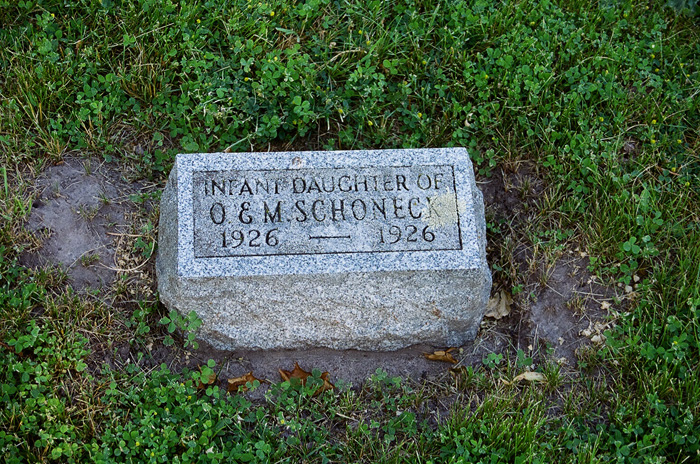 INFANT DAUGHTER OF
O. & M. SCHONECK
1926 — 1926